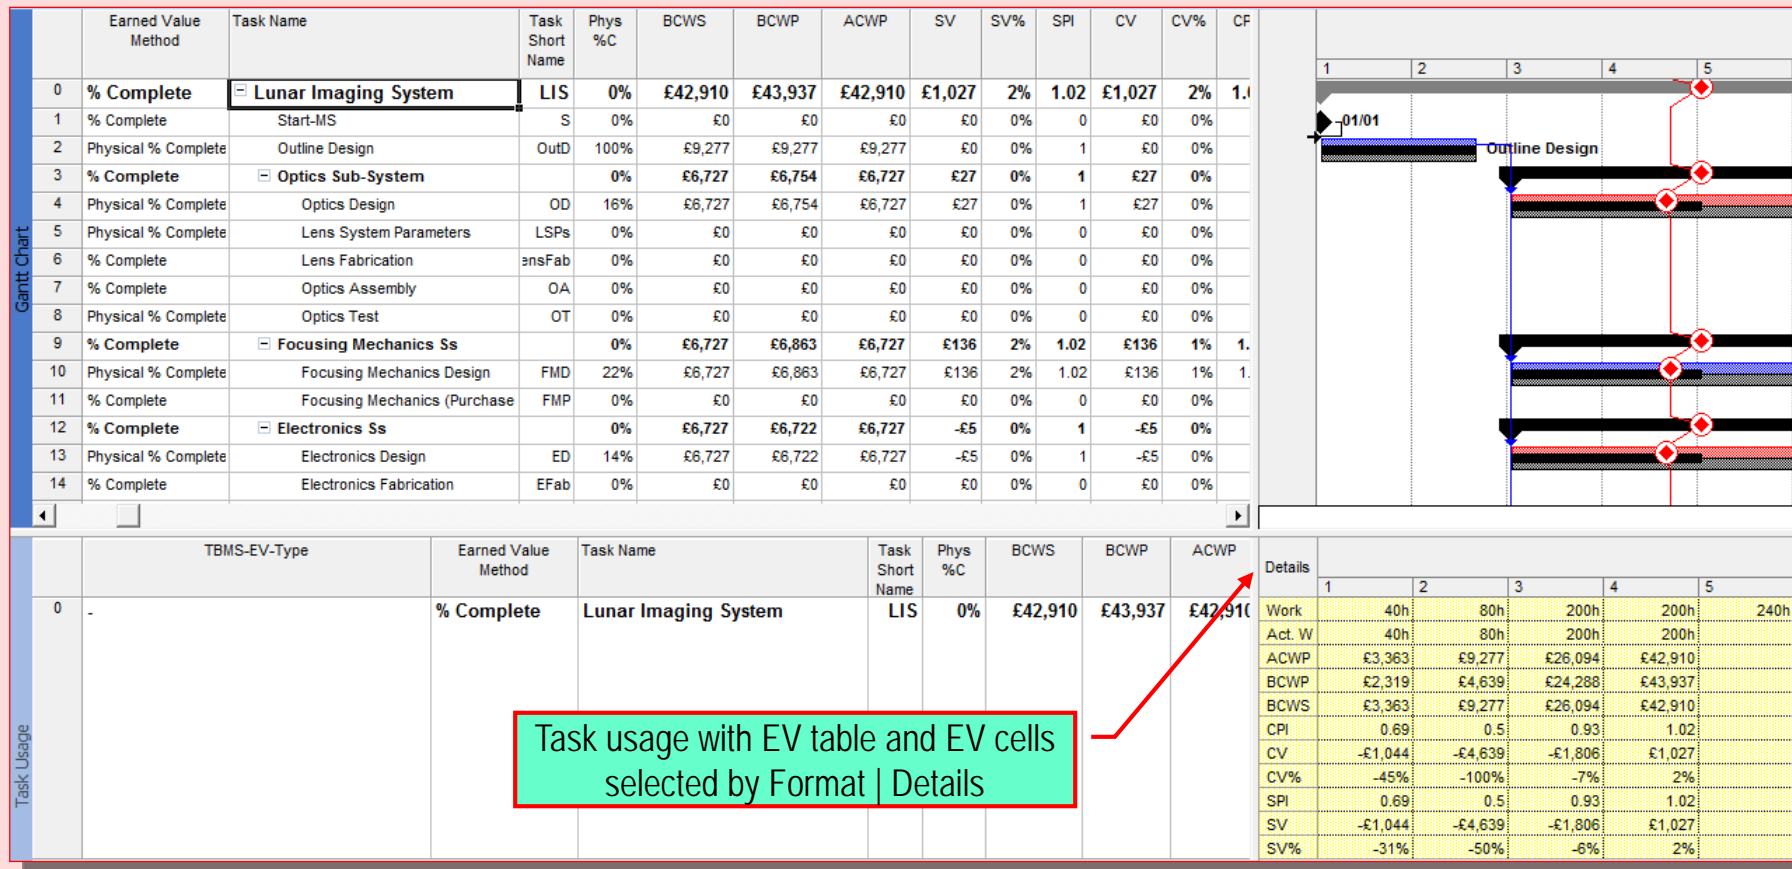 Earned Value Method Task Name Task Short Name Phys %C BCWS BCWP ACWP SV SV% SPI CV CV% CP
1 2 3 4 5
0 % Complete Lunar Imaging System LIS 0% £42,910 £43,937 £42,910 £1,027 2% 1.02 £1,027 2% 1.0
1 % Complete Start-MS S 0% £0 £0 £0 £0 0% 0 £0 0% 01/01
2 Physical % Complete Outline Design OutD 100% £9,277 £9,277 £9,277 £0 0% 1 £0 0% Outline Design
3 % Complete Optics Sub-System 0% £6,727 £6,754 £6,727 £27 0% 1 £27 0%
4 Physical % Complete Optics Design OD 16% £6,727 £6,754 £6,727 £27 0% 1 £27 0%
5 Physical % Complete Lens System Parameters LSPs 0% £0 £0 £0 £0 0% 0 £0 0%
6 % Complete Lens Fabrication ensFab 0% £0 £0 £0 £0 0% 0 £0 0%
7 % Complete Optics Assembly OA 0% £0 £0 £0 £0 0% 0 £0 0%
8 Physical % Complete Optics Test OT 0% £0 £0 £0 £0 0% 0 £0 0%
9 % Complete Focusing Mechanics Ss 0% £6,727 £6,863 £6,727 £136 2% 1.02 £136 1% 1.
10 Physical % Complete Focusing Mechanics Design FMD 22% £6,727 £6,863 £6,727 £136 2% 1.02 £136 1% 1.
11 % Complete Focusing Mechanics (Purchase FMP 0% £0 £0 £0 £0 0% 0 £0 0%
12 % Complete Electronics Ss 0% £6,727 £6,722 £6,727 -£5 0% 1 -£5 0%
13 Physical % Complete Electronics Design ED 14% £6,727 £6,722 £6,727 -£5 0% 1 -£5 0%
14 % Complete Electronics Fabrication EFab 0% £0 £0 £0 £0 0% 0 £0 0%
Gantt Chart
TBMS-EV-Type Earned Value Method Task Name Task Short Name Phys %C BCWS BCWP ACWP
0 - % Complete Lunar Imaging System LIS 0% £42,910 £43,937 £42,910
Task Usage
Task usage with EV table and EV cells
selected by Format | Details
Details 1 2 3 4 5
Work 40h 80h 200h 200h 240h
Act. W 40h 80h 200h 200h
ACWP £3,363 £9,277 £26,094 £42,910
BCWP £2,319 £4,639 £24,288 £43,937
BCWS £3,363 £9,277 £26,094 £42,910
CPI 0.69 0.5 0.93 1.02
CV -£1,044 -£4,639 -£1,806 £1,027
CV% -45% -100% -7% 2%
SPI 0.69 0.5 0.93 1.02
SV -£1,044 -£4,639 -£1,806 £1,027
SV% -31% -50% -6% 2%